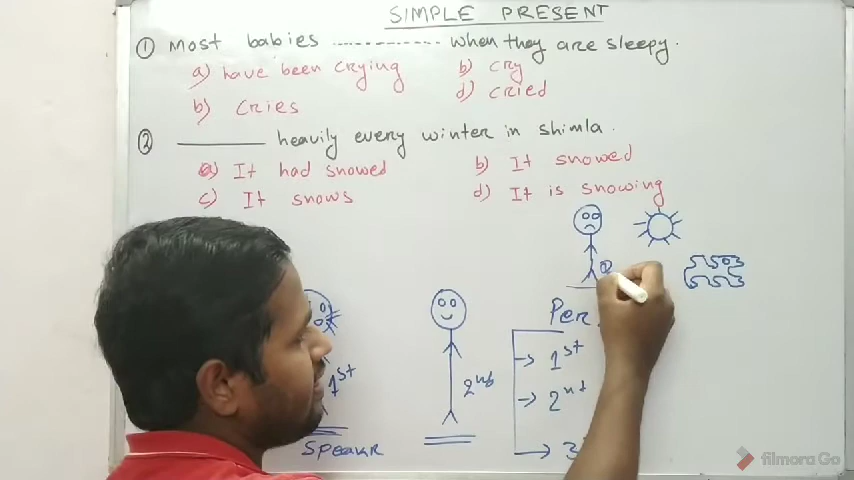 SIMPLE PRESENT
① Most babies ............... when they are sleepy.
a) have been crying b) cry
b) cries d) cried
② ________ heavily every winter in shimla.
a) It had snowed b) It snowed
c) It snows d) It is snowing
Per
1st
→ 1st
2nd
→ 2nd
Speakr
→ 3
filmora Go